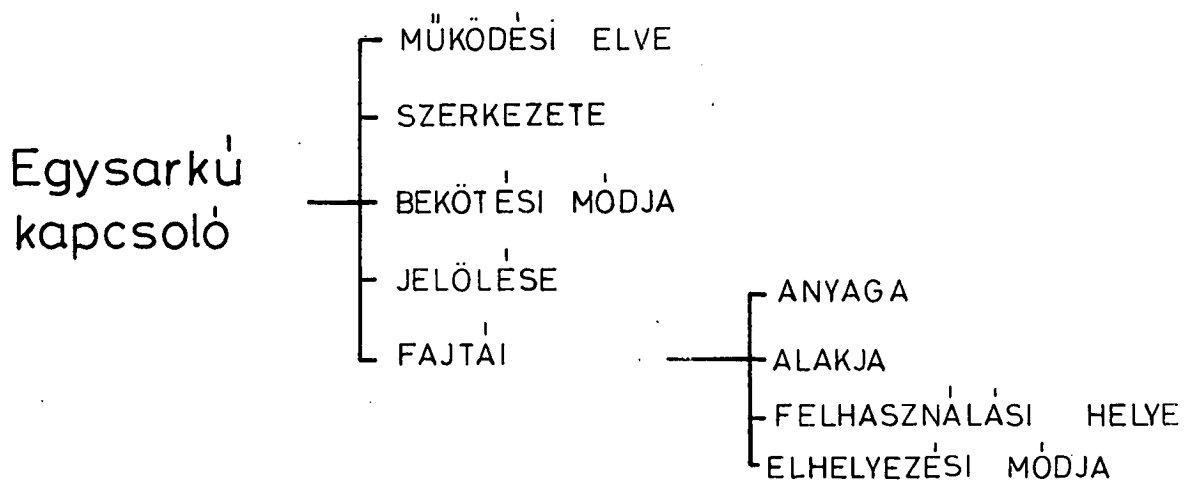 Egysarkú
kapcsoló
MŰKÖDÉSI ELVE
SZERKEZETE
BEKÖTÉSI MÓDJA
JELÖLÉSE
FAJTÁI
ANYAGA
ALAKJA
FELHASZNÁLÁSI HELYE
ELHELYEZÉSI MÓDJA